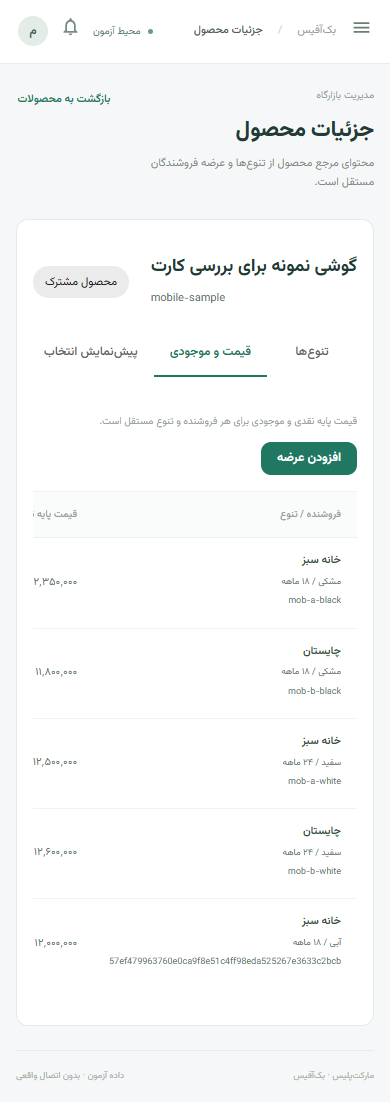 بک‌آفیس / جزئیات محصول
محیط آزمون
م
مدیریت بازارگاه
جزئیات محصول
بازگشت به محصولات
محتوای مرجع محصول از تنوع‌ها و عرضه فروشندگان
مستقل است.
گوشی نمونه برای بررسی کارت
mobile-sample
محصول مشترک
تنوع‌ها
قیمت و موجودی
پیش‌نمایش انتخاب
قیمت پایه نقدی و موجودی برای هر فروشنده و تنوع مستقل است.
افزودن عرضه
فروشنده / تنوع
قیمت پایه
خانه سبز
مشکی / ۱۸ ماهه
mob-a-black
۲,۳۵۰,۰۰۰
چایستان
مشکی / ۱۸ ماهه
mob-b-black
۱۱,۸۰۰,۰۰۰
خانه سبز
سفید / ۲۴ ماهه
mob-a-white
۱۲,۵۰۰,۰۰۰
چایستان
سفید / ۲۴ ماهه
mob-b-white
۱۲,۶۰۰,۰۰۰
خانه سبز
آبی / ۱۸ ماهه
57ef479963760e0ca9f8e51c4ff98eda525267e3633c2bcb
۱۲,۰۰۰,۰۰۰
مارکت‌پلیس · بک‌آفیس
داده آزمون · بدون اتصال واقعی